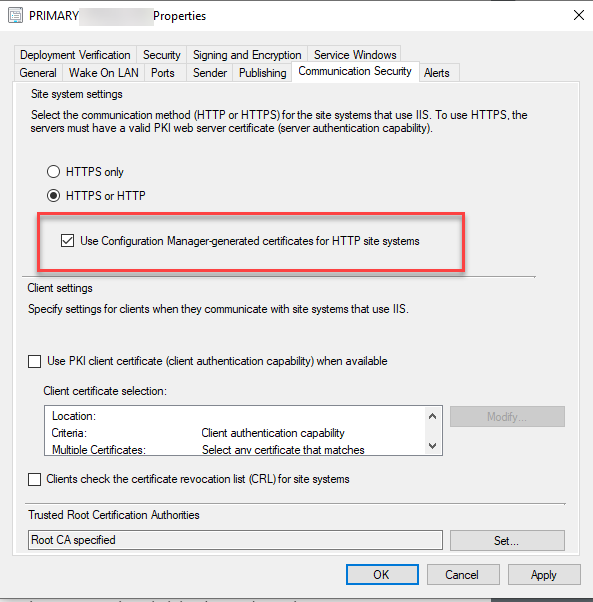 PRIMARY Properties
Deployment Verification Security Signing and Encryption Service Windows
General Wake On LAN Ports Sender Publishing Communication Security Alerts
Site system settings
Select the communication method (HTTP or HTTPS) for the site systems that use IIS. To use HTTPS, the
servers must have a valid PKI web server certificate (server authentication capability).
HTTPS only
HTTPS or HTTP
Use Configuration Manager-generated certificates for HTTP site systems
Client settings
Specify settings for clients when they communicate with site systems that use IIS.
Use PKI client certificate (client authentication capability) when available
Client certificate selection:
Location:
Criteria: Client authentication capability
Multiple Certificates: Select any certificate that matches
Modify...
Clients check the certificate revocation list (CRL) for site systems
Trusted Root Certification Authorities
Root CA specified
Set...
OK Cancel Apply